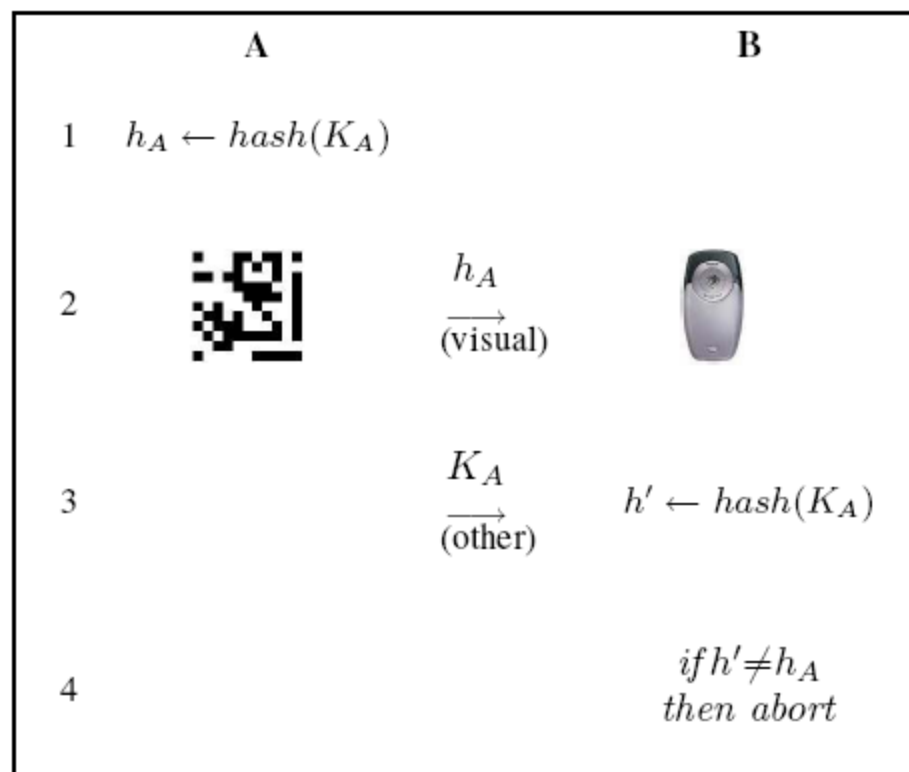 A B
1 h_A ← hash(K_A)
2 h_A → (visual)
3 K_A → (other) h′ ← hash(K_A)
4 if h′≠h_A
then abort